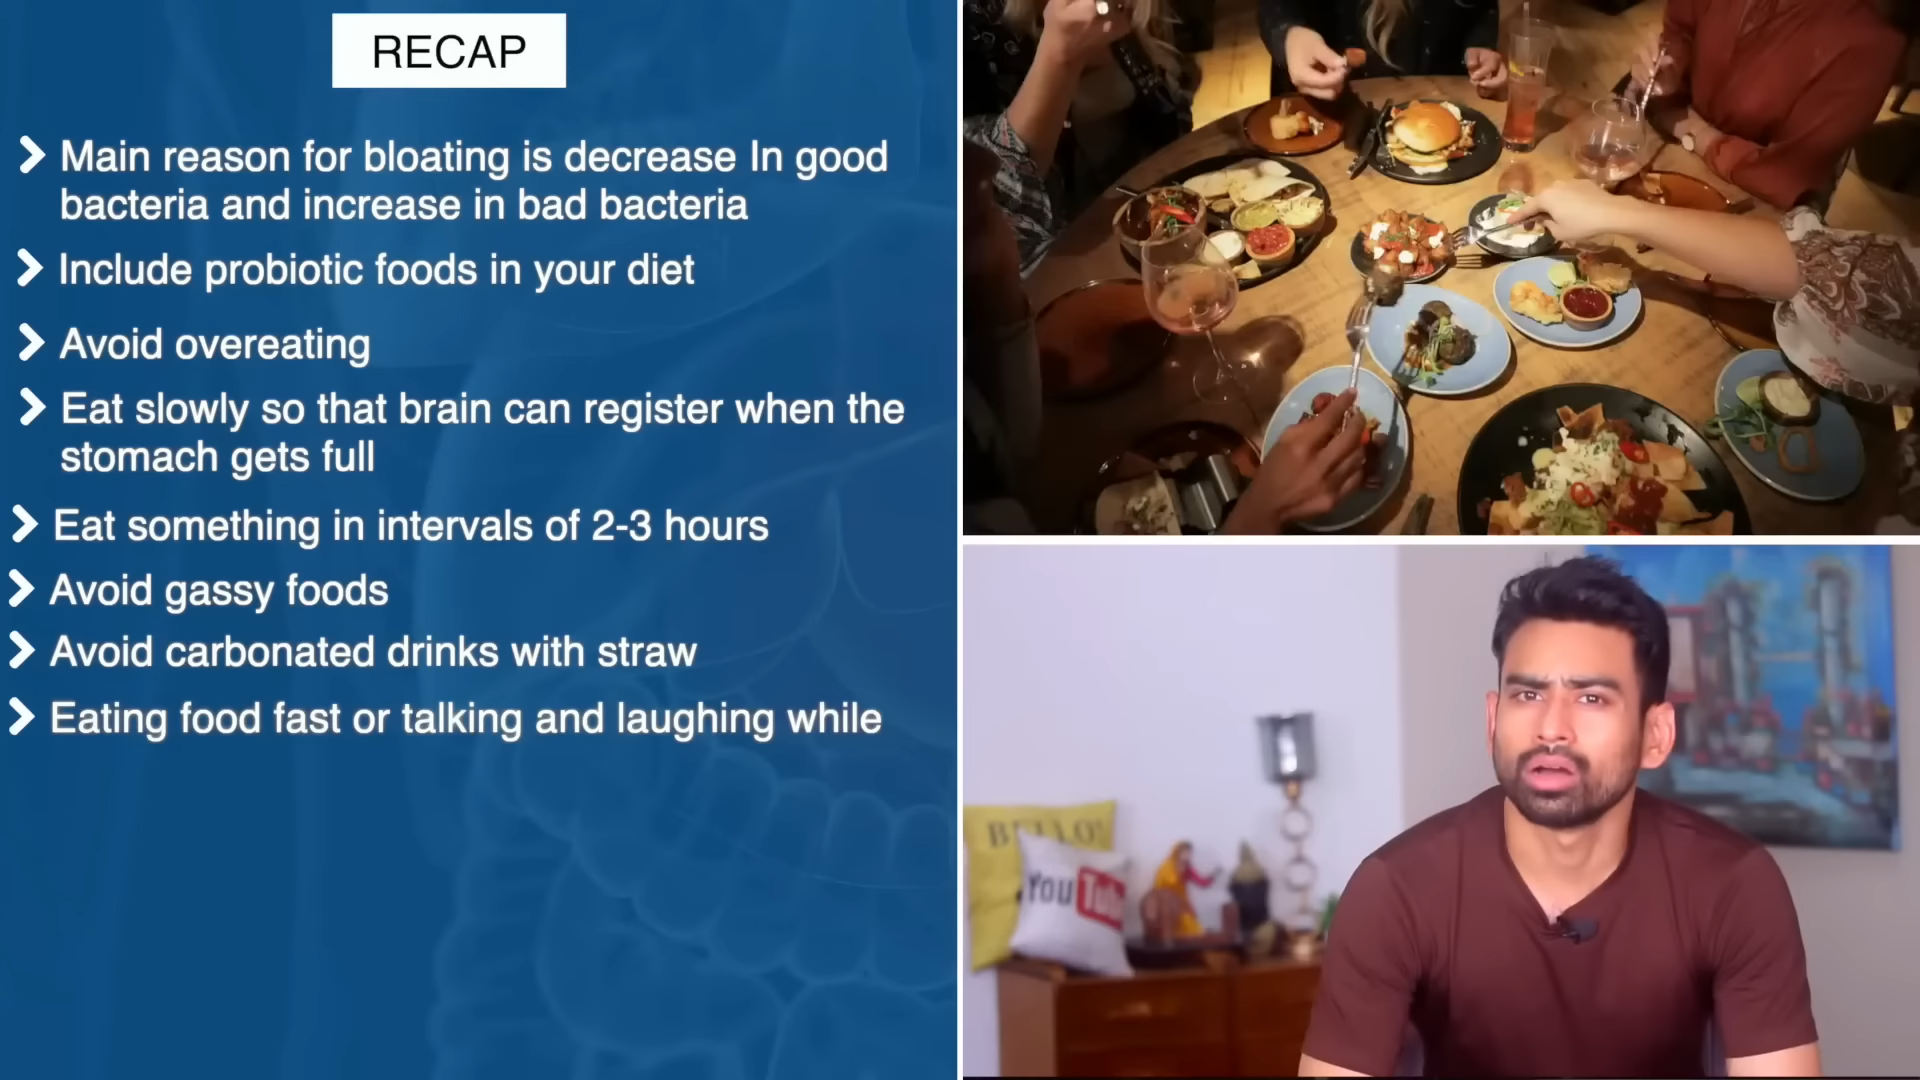 RECAP
Main reason for bloating is decrease In good
bacteria and increase in bad bacteria
Include probiotic foods in your diet
Avoid overeating
Eat slowly so that brain can register when the
stomach gets full
Eat something in intervals of 2-3 hours
Avoid gassy foods
Avoid carbonated drinks with straw
Eating food fast or talking and laughing while
YouTube